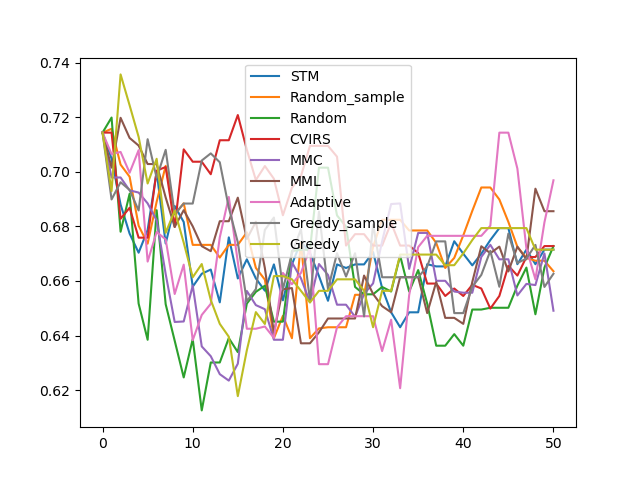 0.74
0.72
0.70
0.68
0.66
0.64
0.62
0
10
20
30
40
50
STM
Random_sample
Random
CVIRS
MMC
MML
Adaptive
Greedy_sample
Greedy